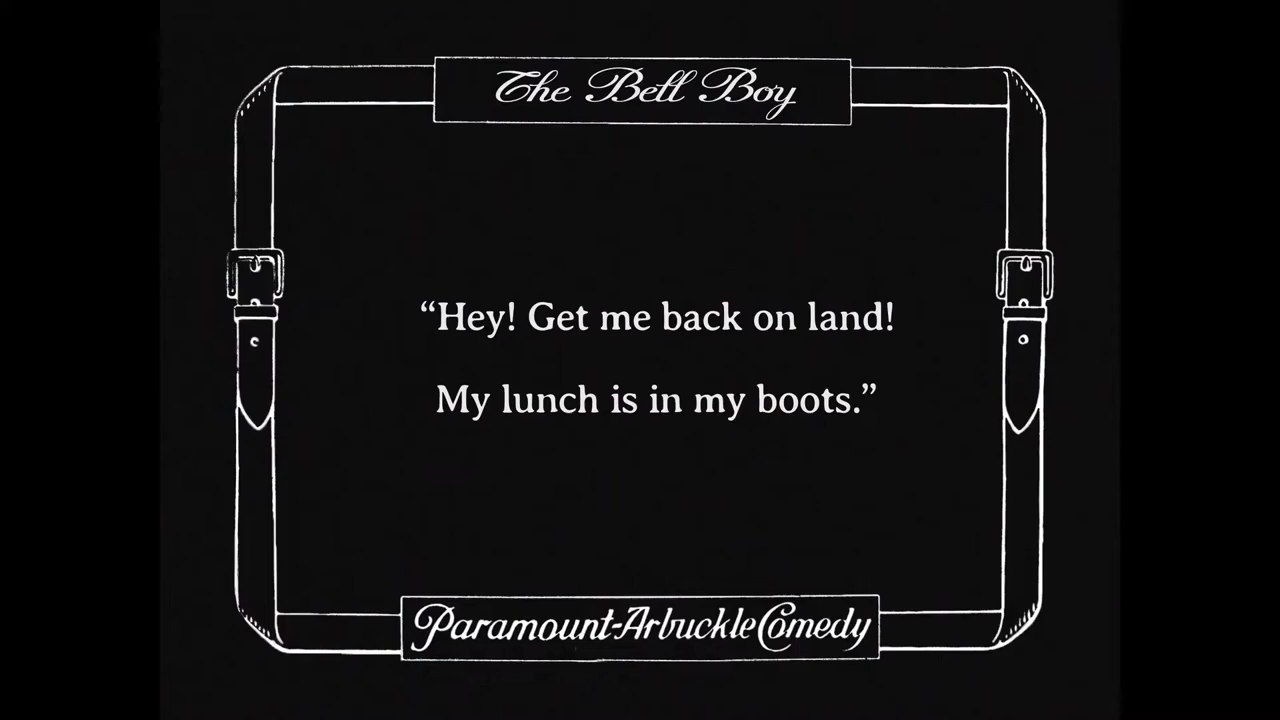 The Bell Boy
“Hey! Get me back on land!
My lunch is in my boots.”
Paramount-Arbuckle Comedy